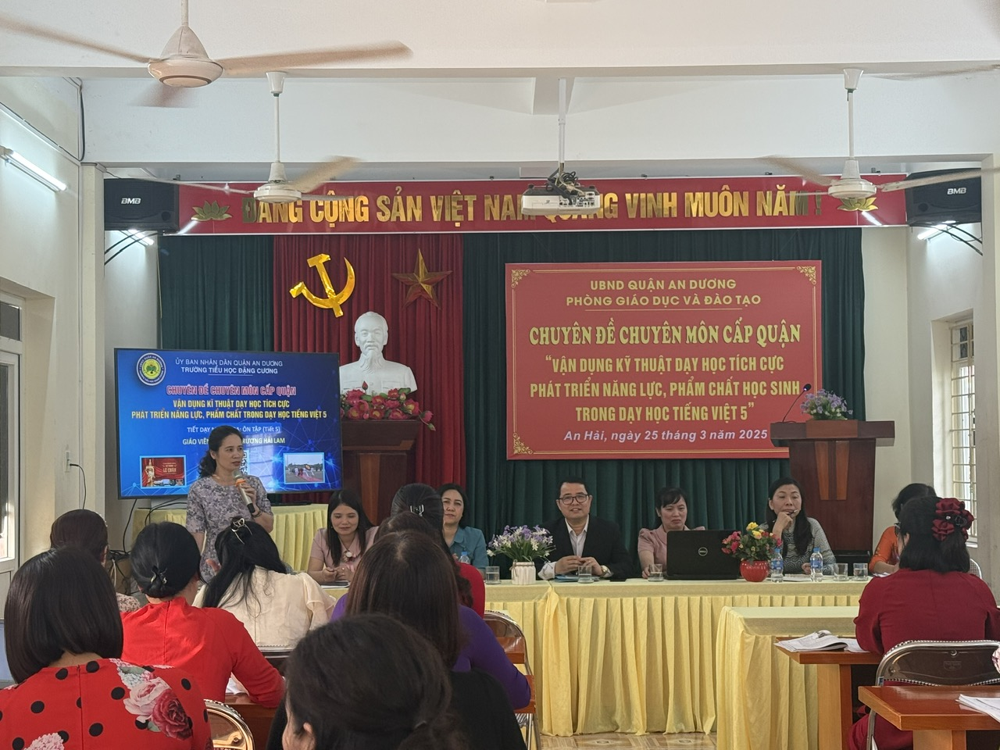 ĐẢNG CỘNG SẢN VIỆT NAM QUANG VINH MUÔN NĂM !
BMB
BMB
UBND QUẬN AN DƯƠNG
PHÒNG GIÁO DỤC VÀ ĐÀO TẠO
CHUYÊN ĐỀ CHUYÊN MÔN CẤP QUẬN
“VẬN DỤNG KỸ THUẬT DẠY HỌC TÍCH CỰC
PHÁT TRIỂN NĂNG LỰC, PHẨM CHẤT HỌC SINH
TRONG DẠY HỌC TIẾNG VIỆT 5”
An Hải, ngày 25 tháng 3 năm 2025
ỦY BAN NHÂN DÂN QUẬN AN DƯƠNG
TRƯỜNG TIỂU HỌC ĐẶNG CƯƠNG
CHUYÊN ĐỀ CHUYÊN MÔN CẤP QUẬN
VẬN DỤNG KĨ THUẬT DẠY HỌC TÍCH CỰC
PHÁT TRIỂN NĂNG LỰC, PHẨM CHẤT TRONG DẠY HỌC TIẾNG VIỆT 5
TIẾT DẠY ÔN TẬP (Tiết 5)
GIÁO VIÊN HẢI LAM
LÊ CHÂN
DELL